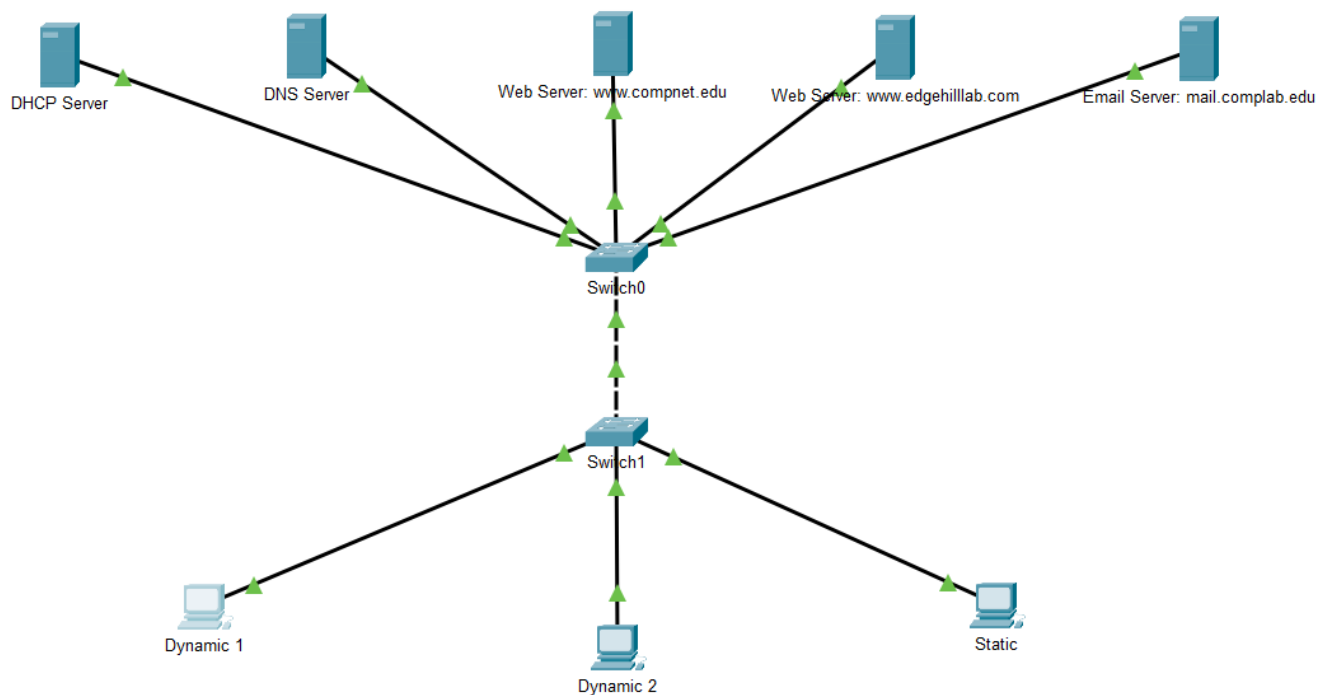 DHCP Server
DNS Server
Web Server: www.compnet.edu
Web Server: www.edgehilllab.com
Email Server: mail.complab.edu
Switch0
Switch1
Dynamic 1
Dynamic 2
Static